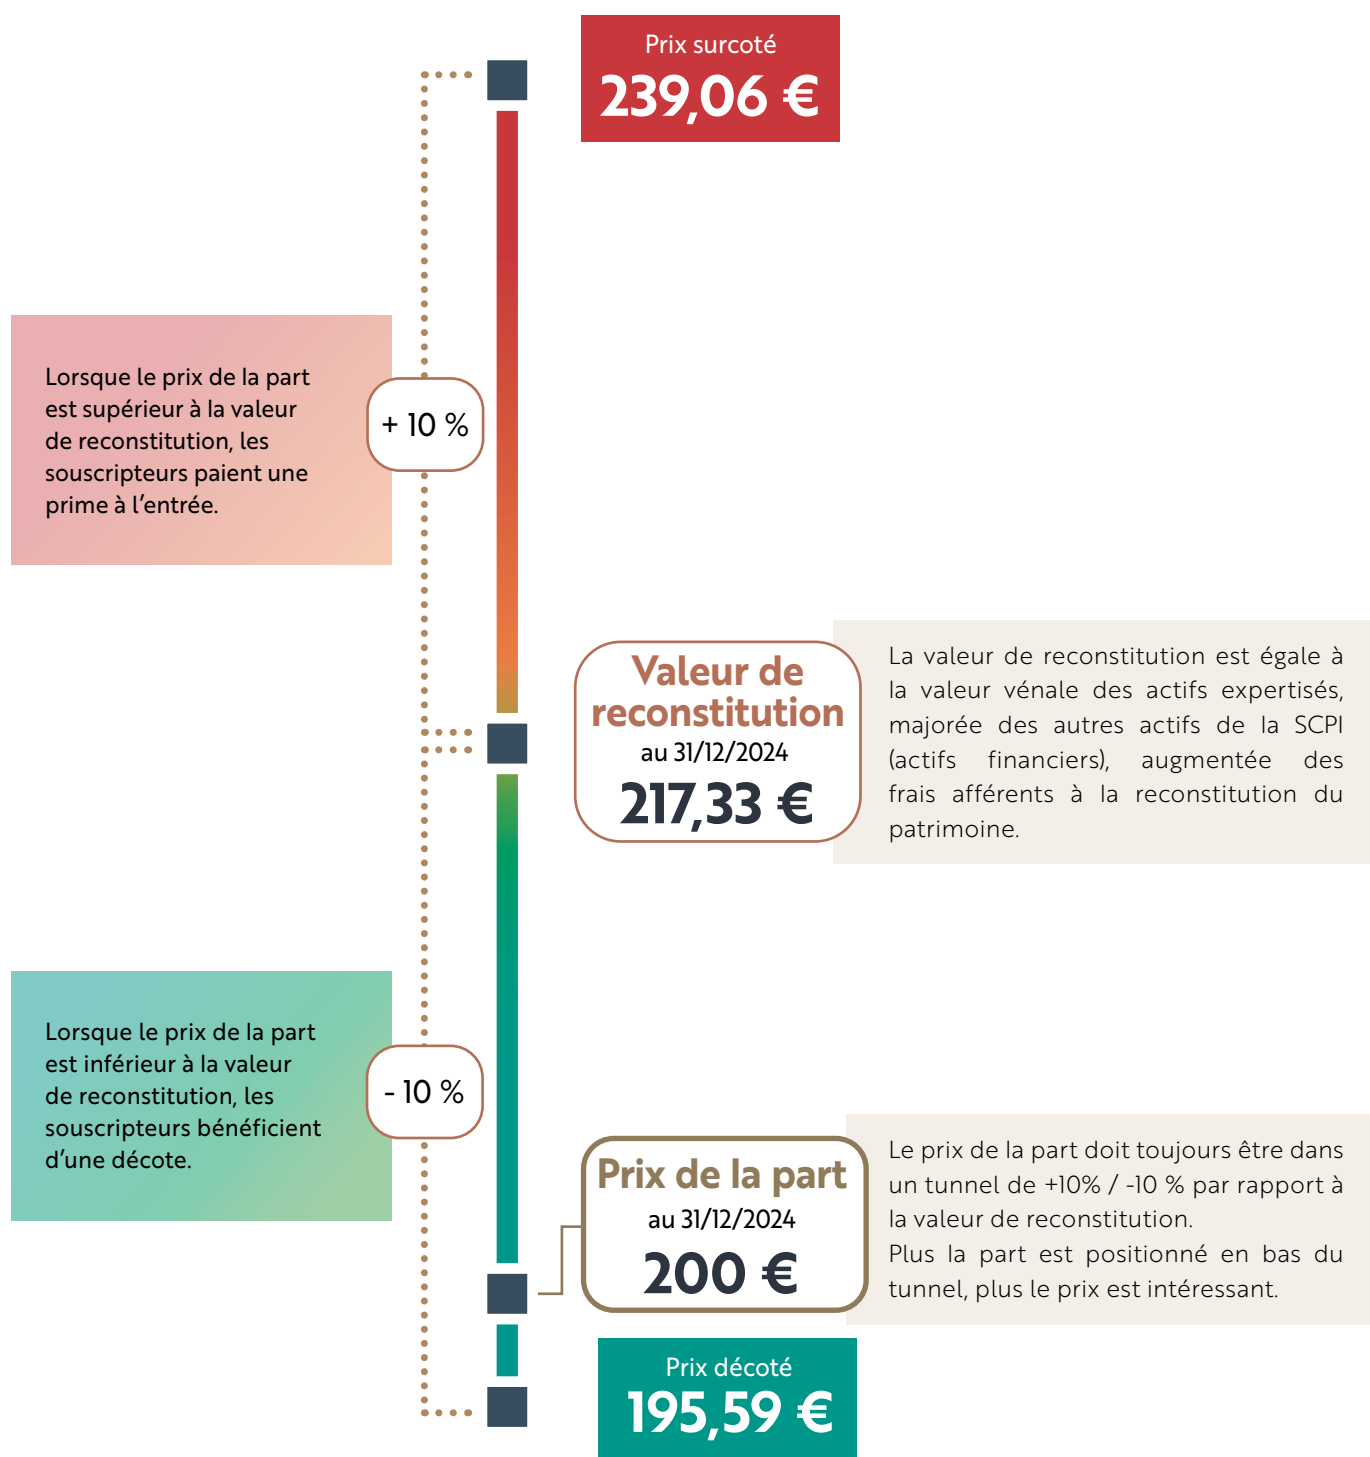 Prix surcoté
239,06 €
Lorsque le prix de la part
est supérieur à la valeur
de reconstitution, les
souscripteurs paient une
prime à l’entrée.
+ 10 %
Valeur de
reconstitution
au 31/12/2024
217,33 €
La valeur de reconstitution est égale à
la valeur vénale des actifs expertisés,
majorée des autres actifs de la SCPI
(actifs financiers), augmentée des
frais afférents à la reconstitution du
patrimoine.
Lorsque le prix de la part
est inférieur à la valeur
de reconstitution, les
souscripteurs bénéficient
d’une décote.
- 10 %
Prix de la part
au 31/12/2024
200 €
Le prix de la part doit toujours être dans
un tunnel de +10% / -10 % par rapport à
la valeur de reconstitution.
Plus la part est positionné en bas du
tunnel, plus le prix est intéressant.
Prix décoté
195,59 €